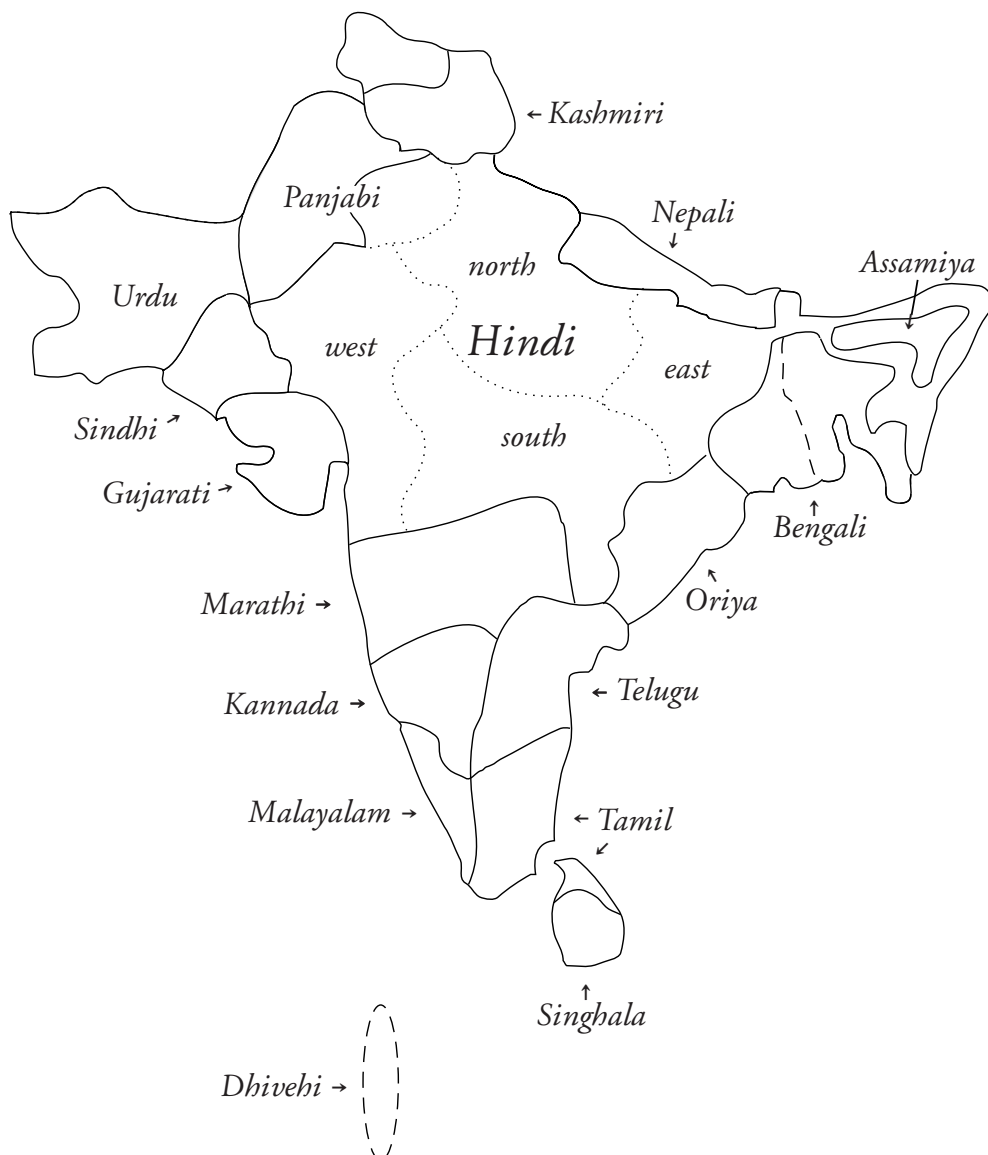 Kashmiri
Panjabi
Nepali
Assamiya
north
Urdu
Hindi
west
east
Sindhi
south
Gujarati
Bengali
Marathi
Oriya
Telugu
Kannada
Malayalam
Tamil
Singhala
Dhivehi